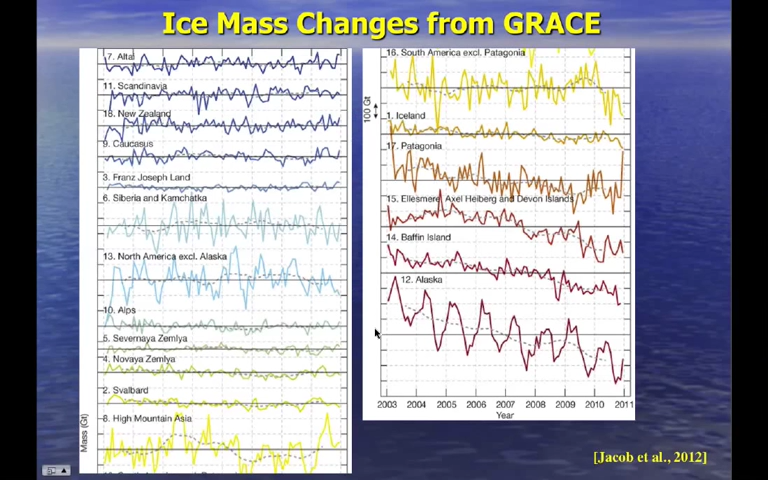 Ice Mass Changes from GRACE
7. Altai
11. Scandinavia
18. New Zealand
9. Caucasus
3. Franz Joseph Land
6. Siberia and Kamchatka
13. North America excl. Alaska
10. Alps
5. Severnaya Zemlya
4. Novaya Zemlya
2. Svalbard
8. High Mountain Asia
Mass (Gt)
16. South America excl. Patagonia
100 Gt
1. Iceland
17. Patagonia
15. Ellesmere, Axel Heiberg and Devon Islands
14. Baffin Island
12. Alaska
2003 2004 2005 2006 2007 2008 2009 2010 2011
Year
[Jacob et al., 2012]